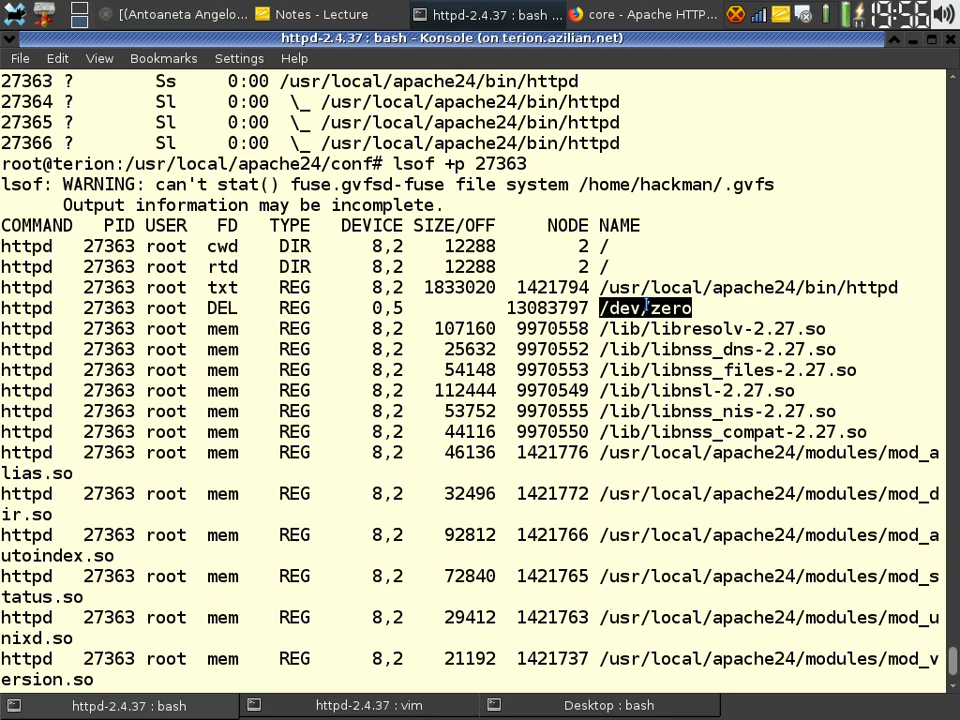 [(Antoaneta Angelo...
Notes - Lecture
httpd-2.4.37 : bash ...
core - Apache HTTP...
19:56
httpd-2.4.37 : bash - Konsole (on terion.azilian.net)
File Edit View Bookmarks Settings Help
27363 ? Ss 0:00 /usr/local/apache24/bin/httpd
27364 ? Sl 0:00 \_ /usr/local/apache24/bin/httpd
27365 ? Sl 0:00 \_ /usr/local/apache24/bin/httpd
27366 ? Sl 0:00 \_ /usr/local/apache24/bin/httpd
root@terion:/usr/local/apache24/conf# lsof +p 27363
lsof: WARNING: can't stat() fuse.gvfsd-fuse file system /home/hackman/.gvfs
Output information may be incomplete.
COMMAND PID USER FD TYPE DEVICE SIZE/OFF NODE NAME
httpd 27363 root cwd DIR 8,2 12288 2 /
httpd 27363 root rtd DIR 8,2 12288 2 /
httpd 27363 root txt REG 8,2 1833020 1421794 /usr/local/apache24/bin/httpd
httpd 27363 root DEL REG 0,5 13083797 /dev/zero
httpd 27363 root mem REG 8,2 107160 9970558 /lib/libresolv-2.27.so
httpd 27363 root mem REG 8,2 25632 9970552 /lib/libnss_dns-2.27.so
httpd 27363 root mem REG 8,2 54148 9970553 /lib/libnss_files-2.27.so
httpd 27363 root mem REG 8,2 112444 9970549 /lib/libnsl-2.27.so
httpd 27363 root mem REG 8,2 53752 9970555 /lib/libnss_nis-2.27.so
httpd 27363 root mem REG 8,2 44116 9970550 /lib/libnss_compat-2.27.so
httpd 27363 root mem REG 8,2 46136 1421776 /usr/local/apache24/modules/mod_a
lias.so
httpd 27363 root mem REG 8,2 32496 1421772 /usr/local/apache24/modules/mod_d
ir.so
httpd 27363 root mem REG 8,2 92812 1421766 /usr/local/apache24/modules/mod_a
utoindex.so
httpd 27363 root mem REG 8,2 72840 1421765 /usr/local/apache24/modules/mod_s
tatus.so
httpd 27363 root mem REG 8,2 29412 1421763 /usr/local/apache24/modules/mod_u
nixd.so
httpd 27363 root mem REG 8,2 21192 1421737 /usr/local/apache24/modules/mod_v
ersion.so
httpd-2.4.37 : bash
httpd-2.4.37 : vim
Desktop : bash